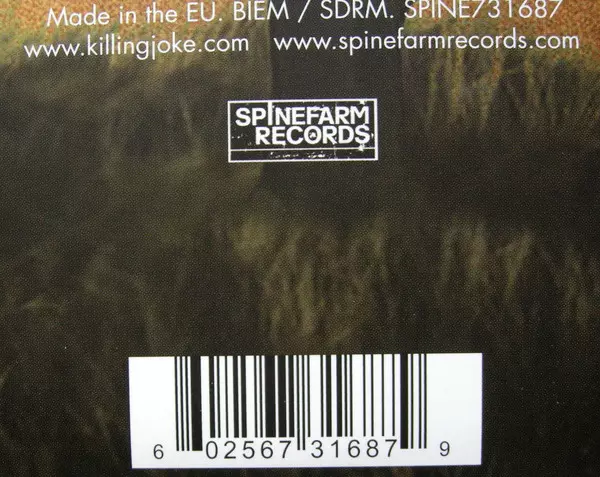 Made in the EU. BIEM / SDRM. SPINE731687
www.killingjoke.com www.spinefarmrecords.com
SPINEFARM
RECORDS
6 02567 31687 9